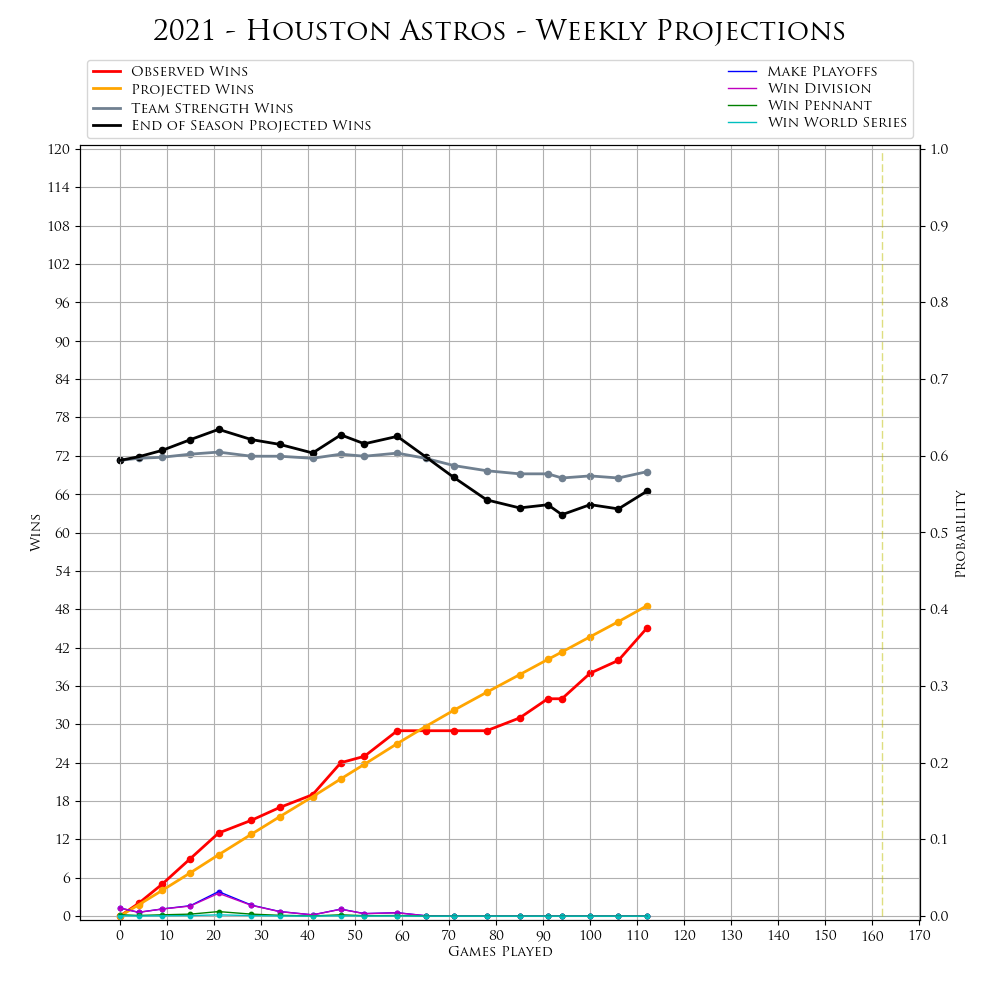 2021 - Houston Astros - Weekly Projections
Observed Wins
Projected Wins
Team Strength Wins
End of Season Projected Wins
Make Playoffs
Win Division
Win Pennant
Win World Series
120
114
108
102
96
90
84
78
72
66
60
54
48
42
36
30
24
18
12
6
0
Wins
1.0
0.9
0.8
0.7
0.6
0.5
0.4
0.3
0.2
0.1
0.0
Probability
0 10 20 30 40 50 60 70 80 90 100 110 120 130 140 150 160 170
Games Played